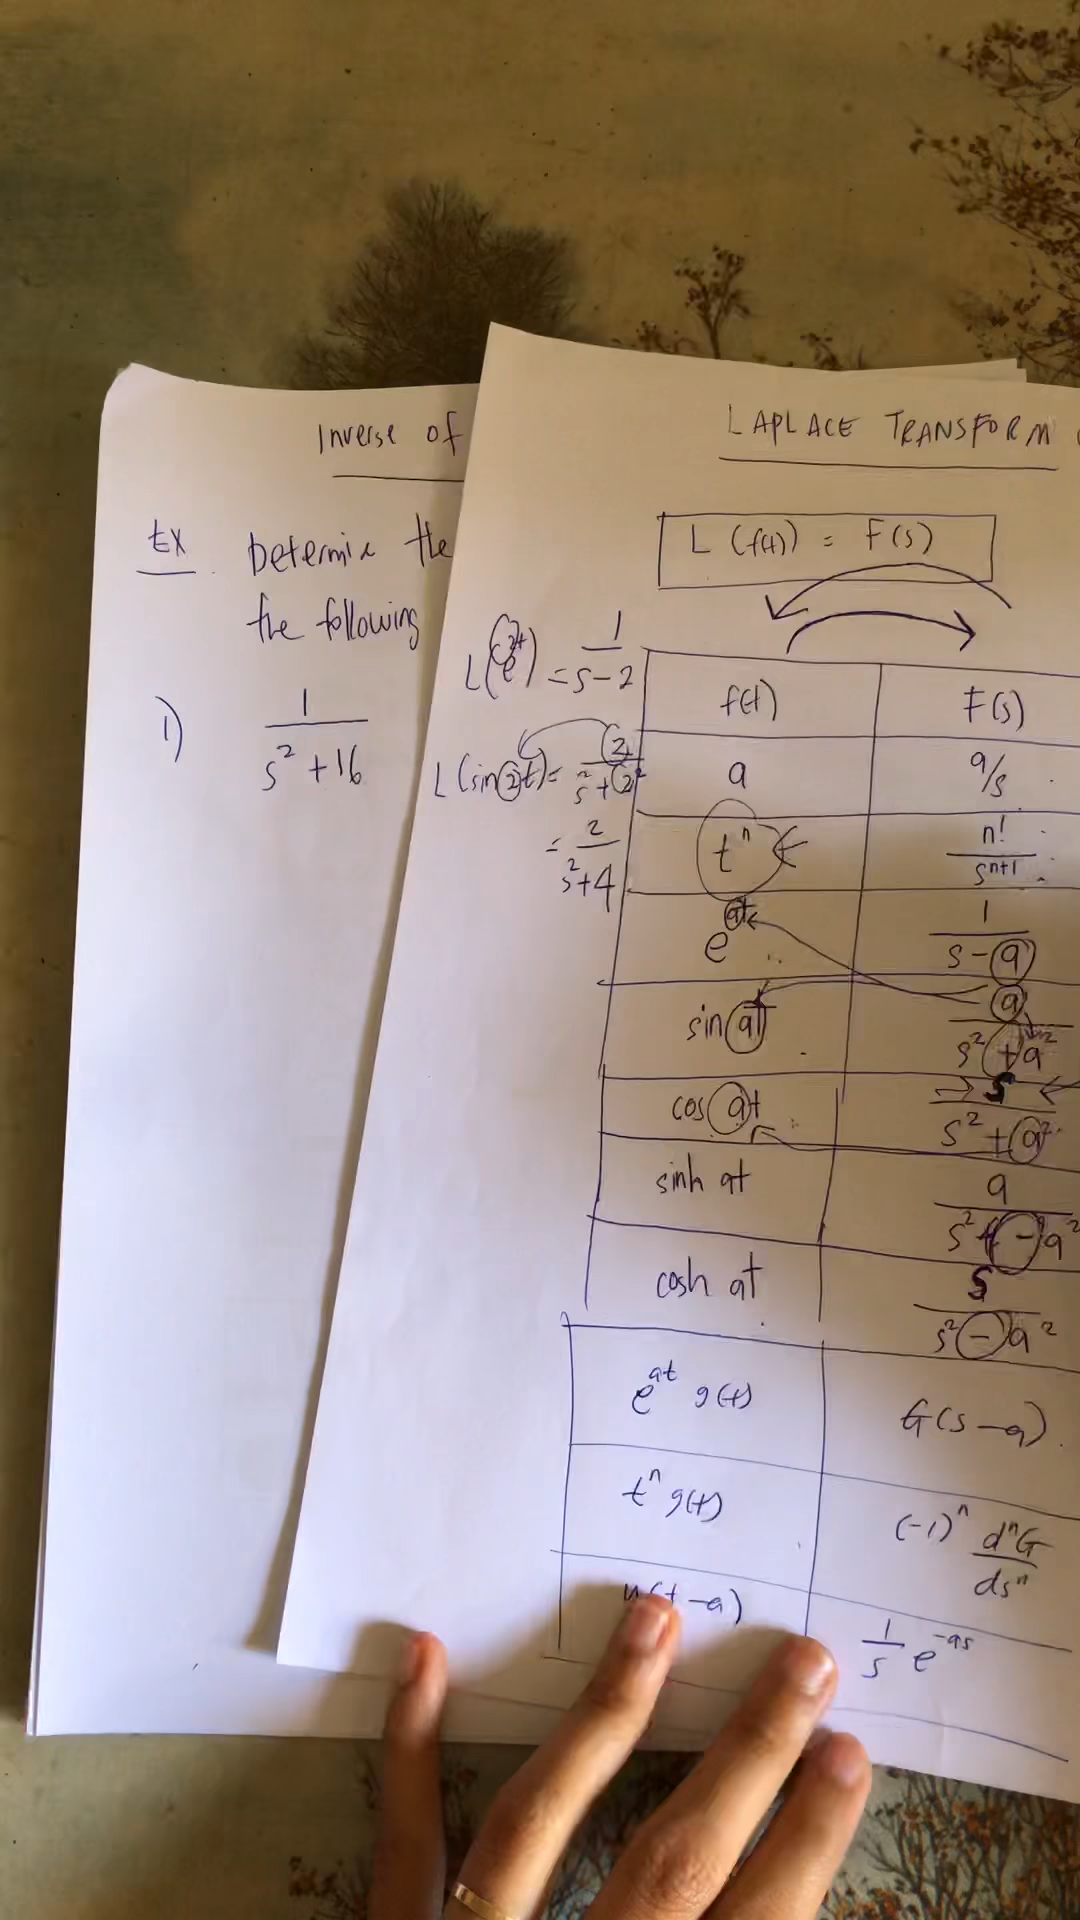 Inverse of
Ex. Determine the
the following
1) 1/(s² + 16)
LAPLACE TRANSFORM
L (f(t)) = F(s)
L(e^2t) = 1/(s-2)
L(sin 2t) = 2/(s² + 2²)
= 2/(s²+4)
f(t) F(s)
a a/s
t^n n!/s^(n+1)
e^at 1/(s-a)
sin at a/(s² + a²)
cos at s/(s² + a²)
sinh at a/(s² - a²)
cosh at s/(s² - a²)
e^at g(t) G(s-a)
t^n g(t) (-1)^n d^nG/ds^n
u(t-a) 1/s e^-as